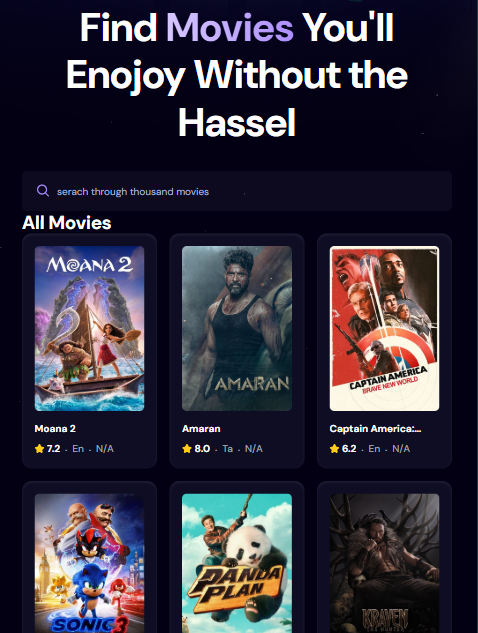 Find Movies You'll
Enojoy Without the
Hassel
serach through thousand movies
All Movies
MOANA 2
AMARAN
CAPTAIN AMERICA
BRAVE NEW WORLD
Moana 2
Amaran
Captain America:...
7.2 • En • N/A
8.0 • Ta • N/A
6.2 • En • N/A
SONIC 3
PANDA
PLAN
KRAVEN
THE HUNTER